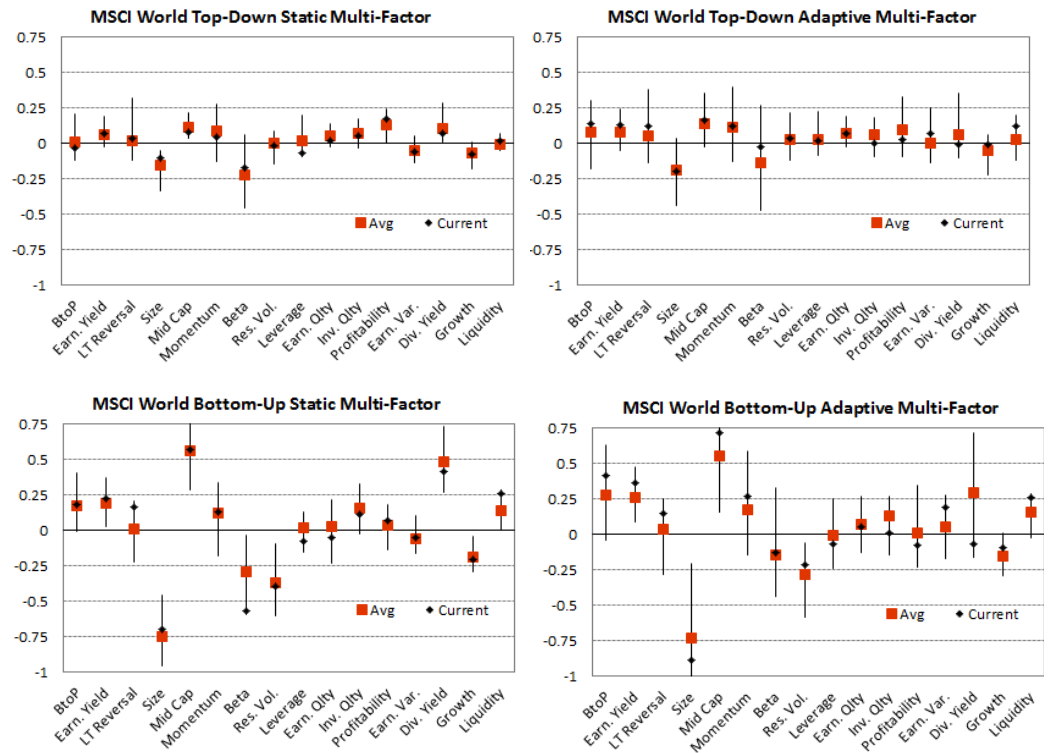 MSCI World Top-Down Static Multi-Factor
0.75
0.5
0.25
0
-0.25
-0.5
-0.75
-1
Avg
Current
BtoP
Earn. Yield
LT Reversal
Size
Mid Cap
Momentum
Beta
Res. Vol.
Leverage
Earn. Qlty
Inv. Qlty
Profitability
Earn. Var.
Div. Yield
Growth
Liquidity
MSCI World Top-Down Adaptive Multi-Factor
0.75
0.5
0.25
0
-0.25
-0.5
-0.75
-1
Avg
Current
BtoP
Earn. Yield
LT Reversal
Size
Mid Cap
Momentum
Beta
Res. Vol.
Leverage
Earn. Qlty
Inv. Qlty
Profitability
Earn. Var.
Div. Yield
Growth
Liquidity
MSCI World Bottom-Up Static Multi-Factor
0.75
0.5
0.25
0
-0.25
-0.5
-0.75
-1
Avg
Current
BtoP
Earn. Yield
LT Reversal
Size
Mid Cap
Momentum
Beta
Res. Vol.
Leverage
Earn. Qlty
Inv. Qlty
Profitability
Earn. Var.
Div. Yield
Growth
Liquidity
MSCI World Bottom-Up Adaptive Multi-Factor
0.75
0.5
0.25
0
-0.25
-0.5
-0.75
-1
Avg
Current
BtoP
Earn. Yield
LT Reversal
Size
Mid Cap
Momentum
Beta
Res. Vol.
Leverage
Earn. Qlty
Inv. Qlty
Profitability
Earn. Var.
Div. Yield
Growth
Liquidity